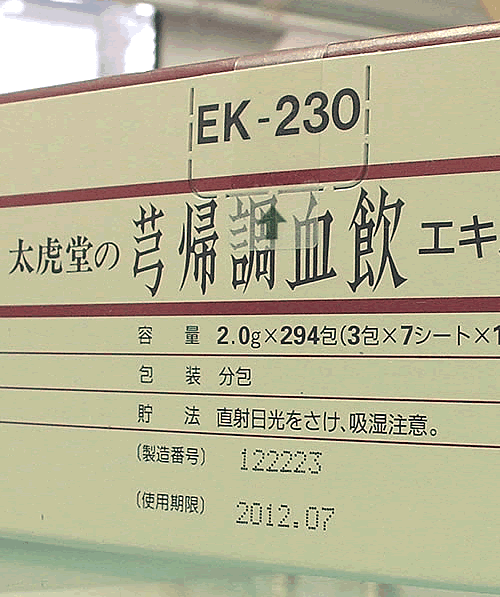 EK-230
太虎堂の芎帰調血飲エキ
容 量 2.0g×294包(3包×7シート×1
包 装 分包
貯 法 直射日光をさけ、吸湿注意。
(製造番号) 122223
(使用期限) 2012.07